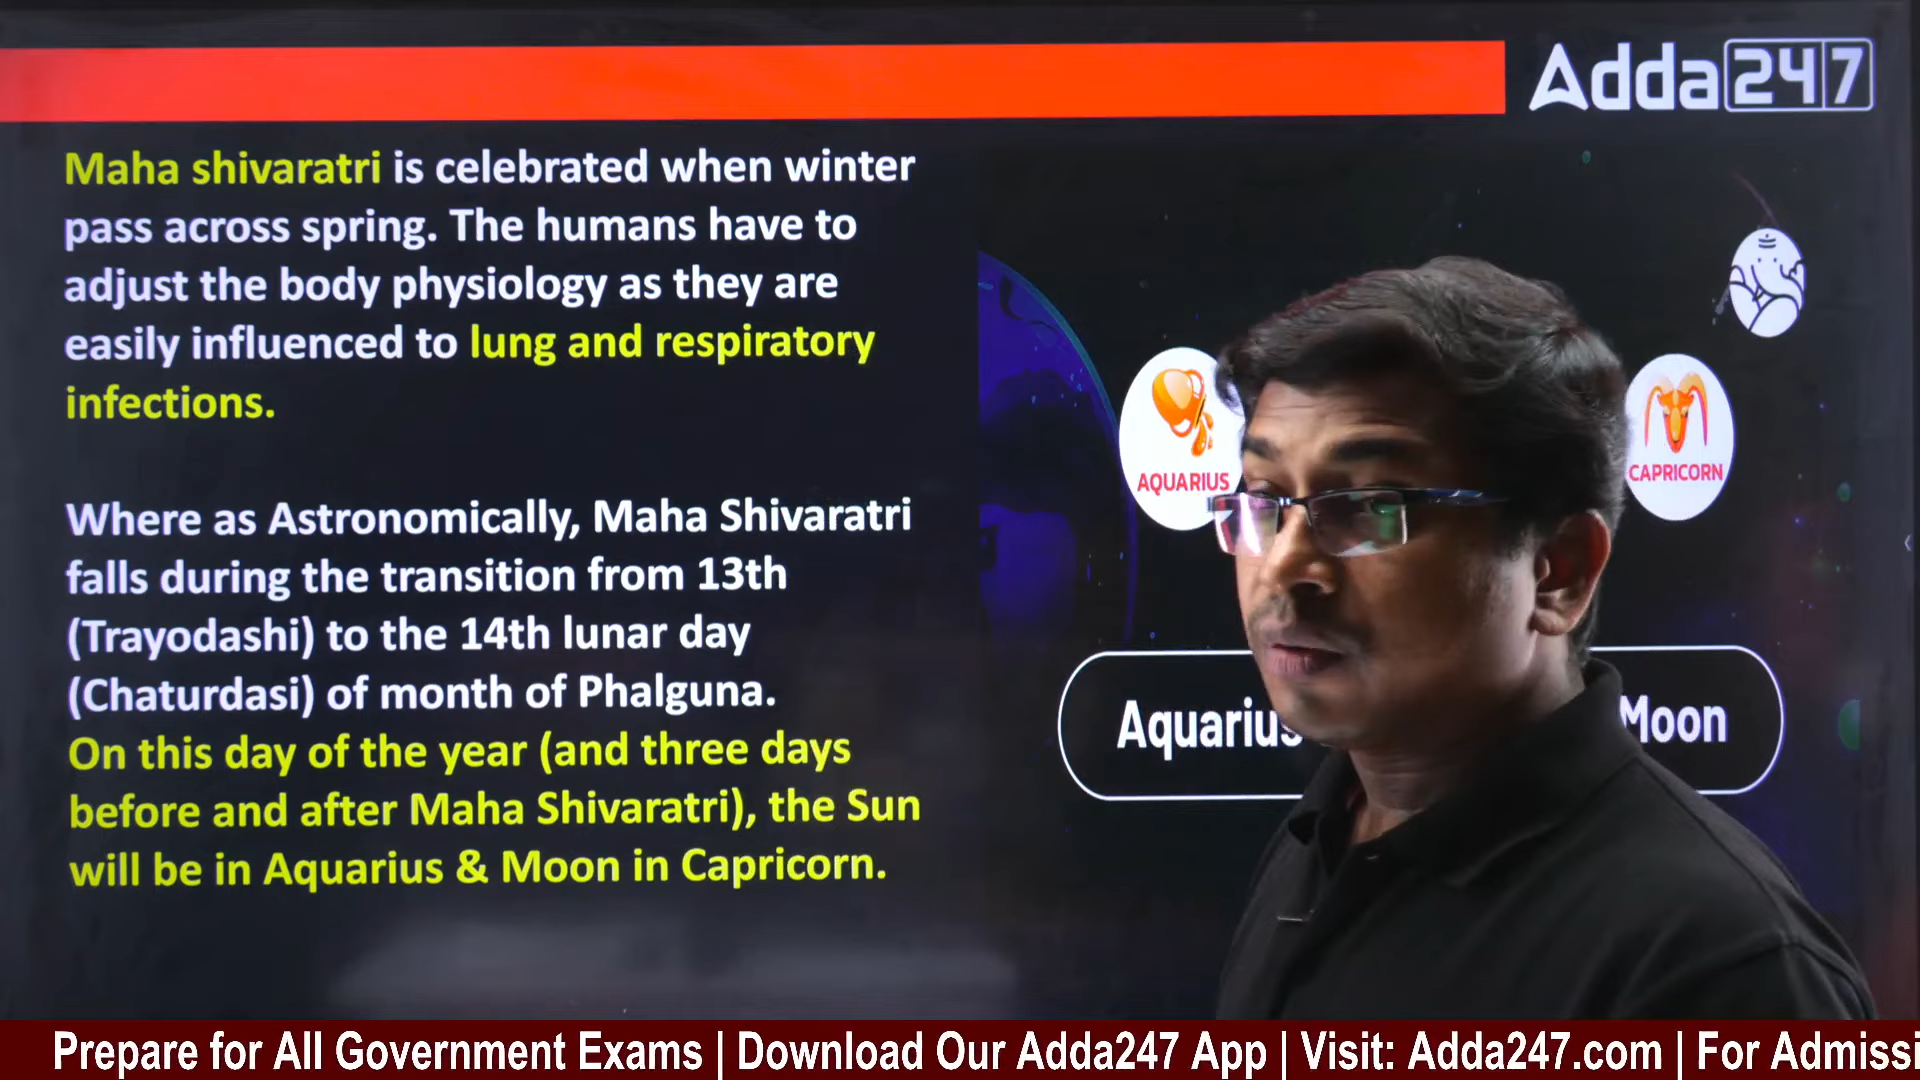 Adda247
Maha shivaratri is celebrated when winter
pass across spring. The humans have to
adjust the body physiology as they are
easily influenced to lung and respiratory
infections.
Where as Astronomically, Maha Shivaratri
falls during the transition from 13th
(Trayodashi) to the 14th lunar day
(Chaturdasi) of month of Phalguna.
On this day of the year (and three days
before and after Maha Shivaratri), the Sun
will be in Aquarius & Moon in Capricorn.
AQUARIUS
CAPRICORN
Aquarius
Moon
Prepare for All Government Exams | Download Our Adda247 App | Visit: Adda247.com | For Admissi